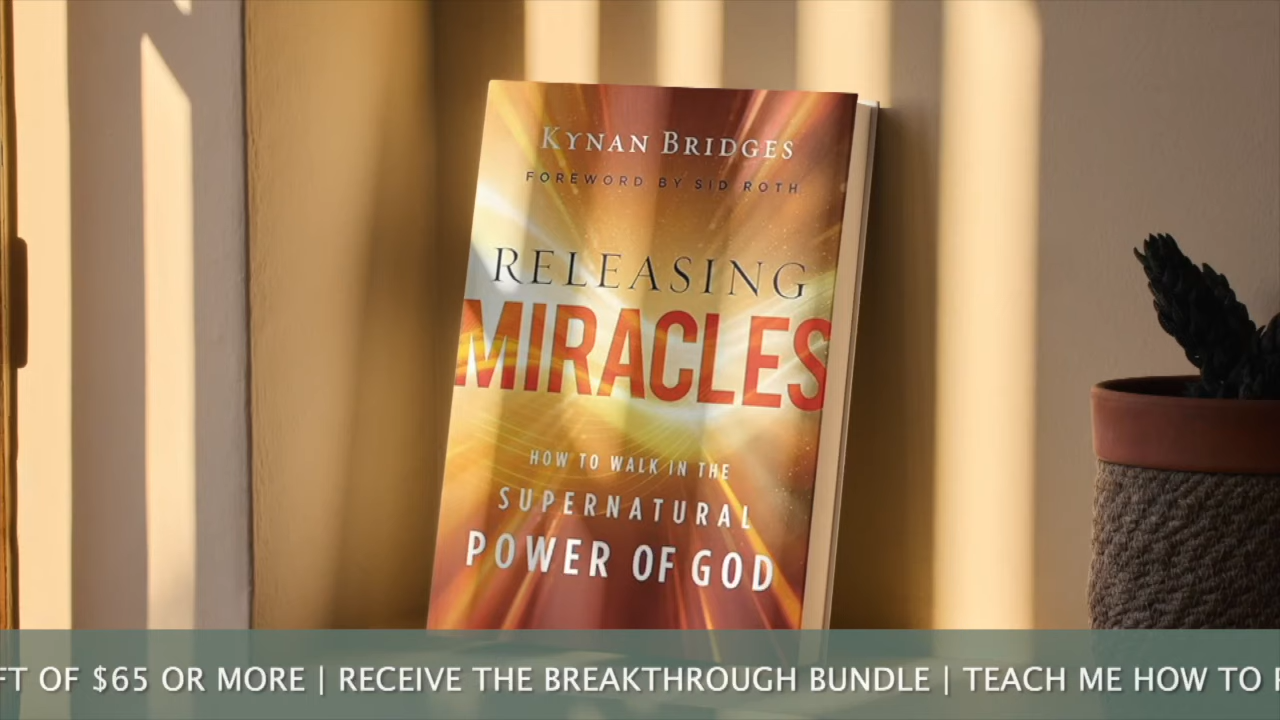 KYNAN BRIDGES
FOREWORD BY SID ROTH
RELEASING
MIRACLES
HOW TO WALK IN THE
SUPERNATURAL
POWER OF GOD
OF $65 OR MORE | RECEIVE THE BREAKTHROUGH BUNDLE | TEACH ME HOW TO